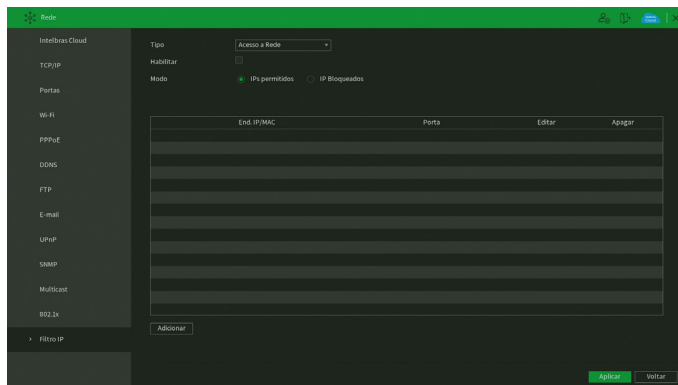 Rede
Intelbras Cloud
TCP/IP
Portas
Wi-Fi
PPPoE
DDNS
FTP
E-mail
UPnP
SNMP
Multicast
802.1x
> Filtro IP
Tipo Acesso a Rede
Habilitar
Modo IPs permitidos IP Bloqueados
End. IP/MAC Porta Editar Apagar
Adicionar
Aplicar Voltar